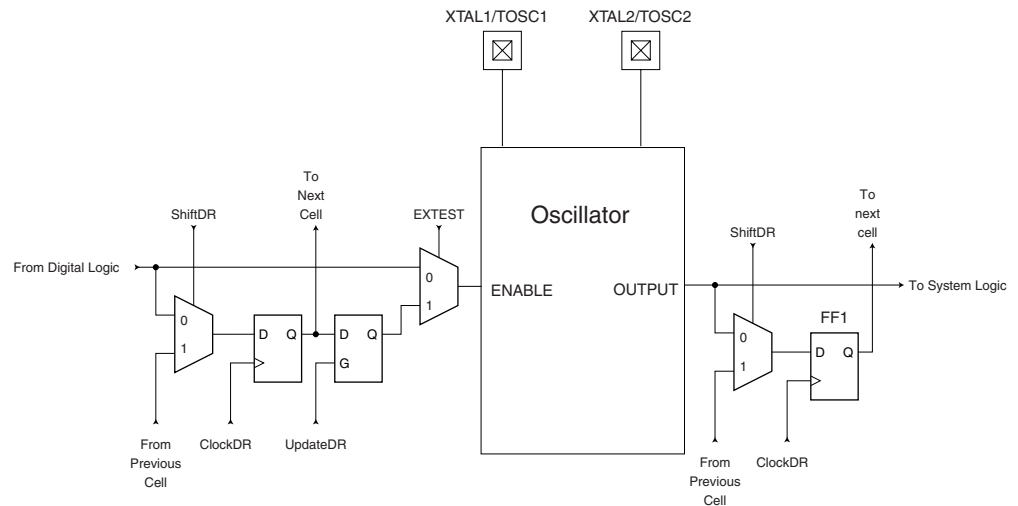 XTAL1/TOSC1
XTAL2/TOSC2
To
Next
Cell
To
next
cell
ShiftDR
EXTEST
Oscillator
ShiftDR
From Digital Logic
0
1
ENABLE
OUTPUT
To System Logic
0
1
D Q
D Q
G
FF1
0
1
D Q
From
Previous
Cell
ClockDR
UpdateDR
From
Previous
Cell
ClockDR